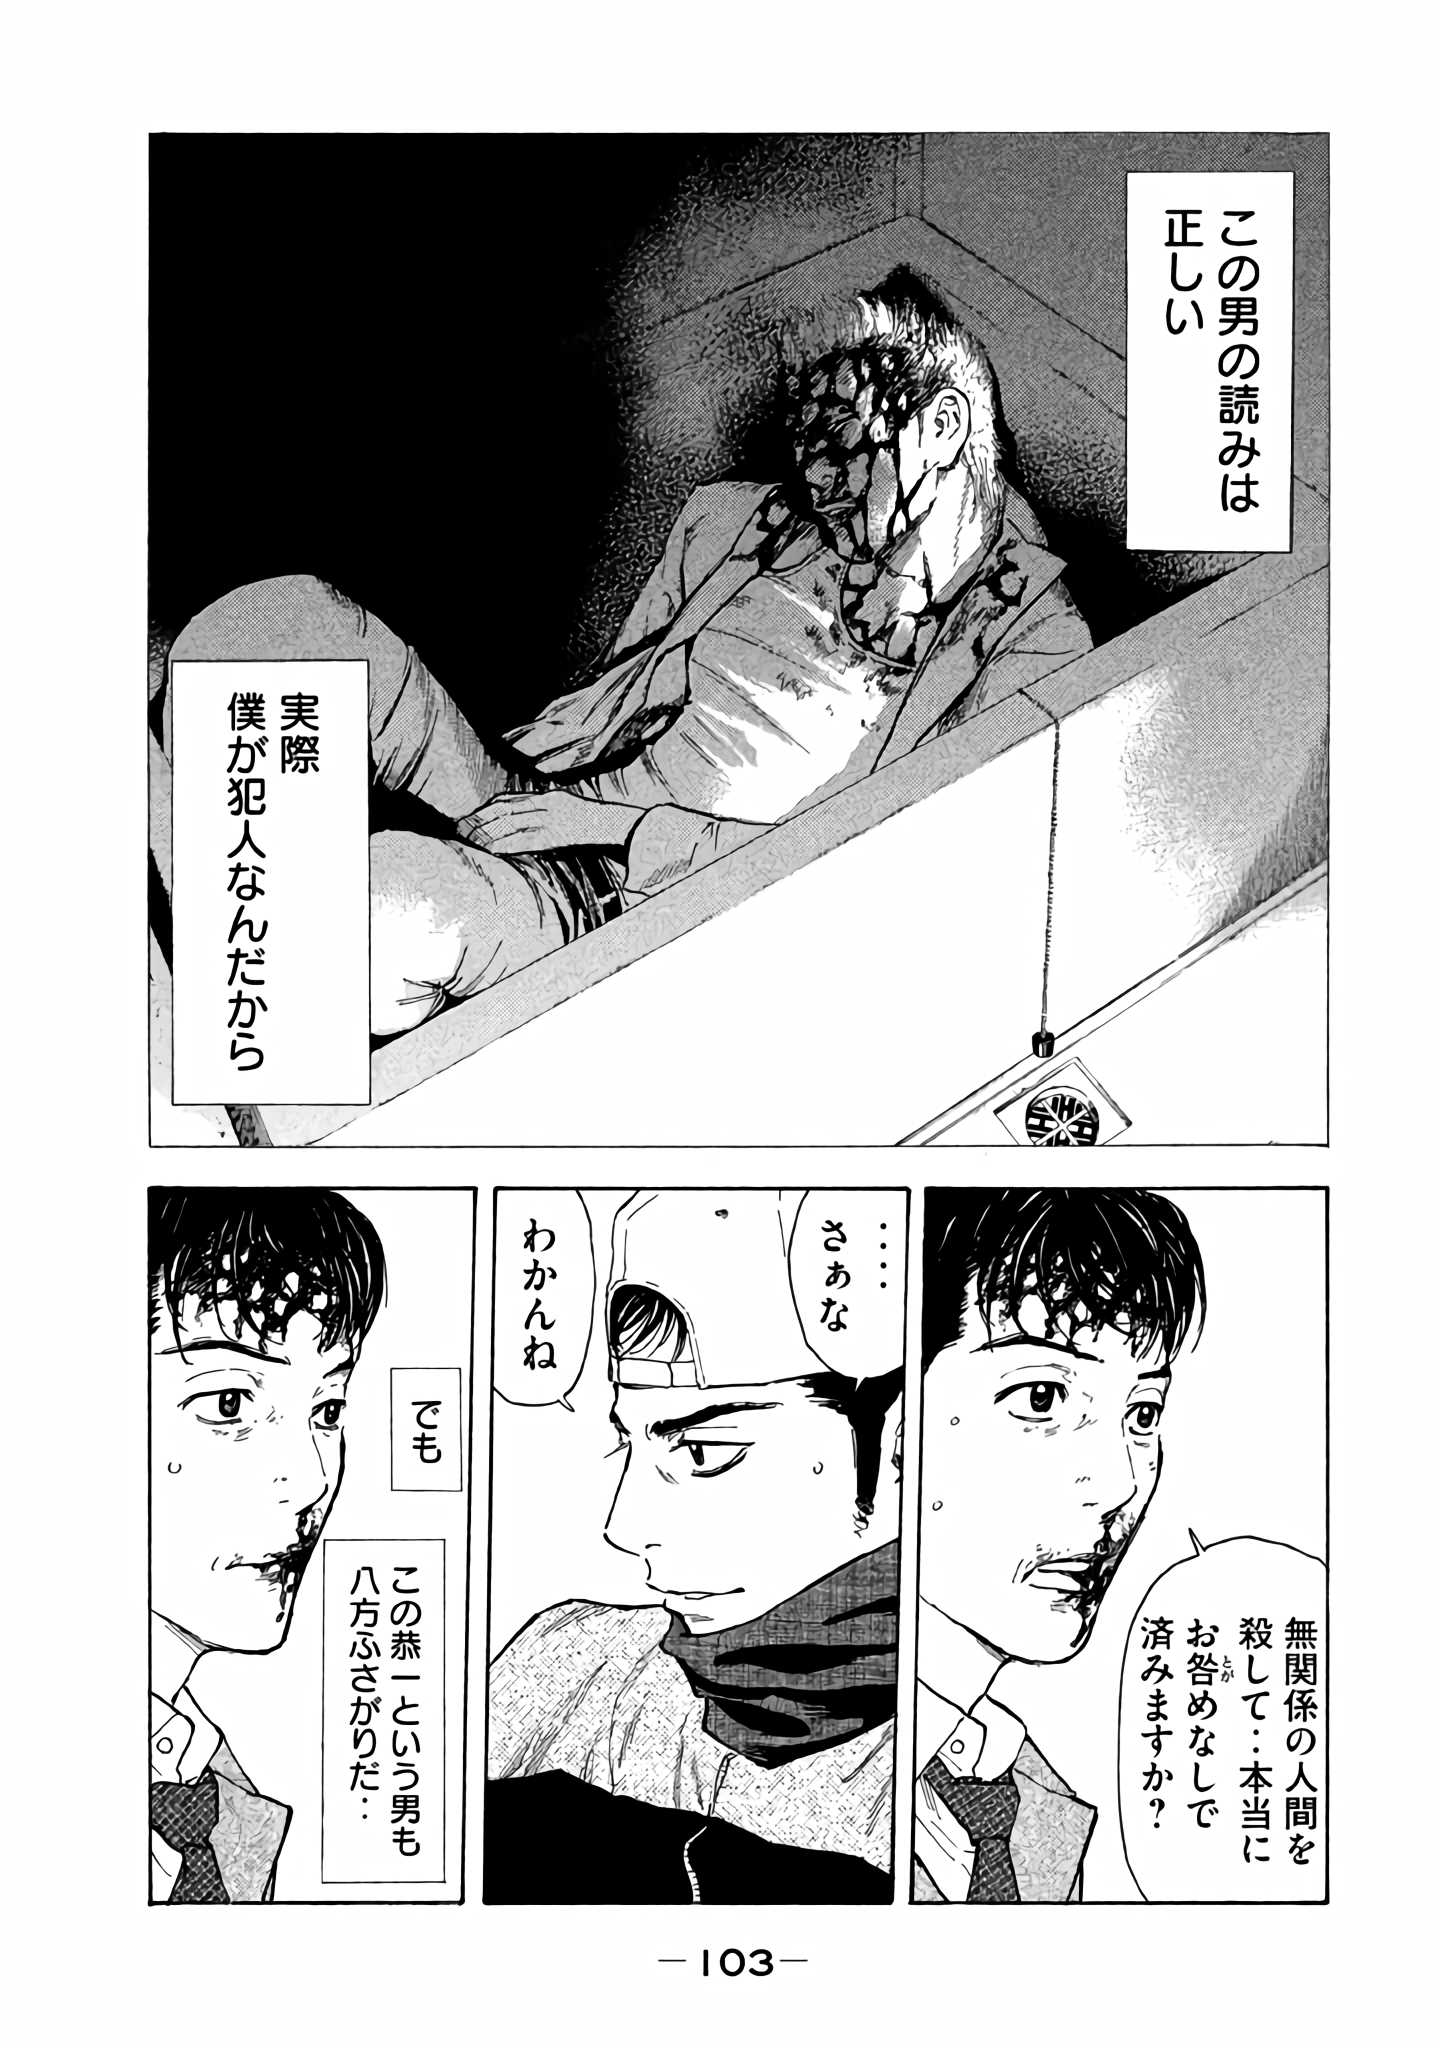 この男の読みは
正しい
実際
僕が犯人なんだから
無関係の人間を
殺して‥本当に
お咎めなしで
済みますか?
とが
‥‥
さぁな
わかんね
でも
この恭一という男も
八方ふさがりだ‥
—103—